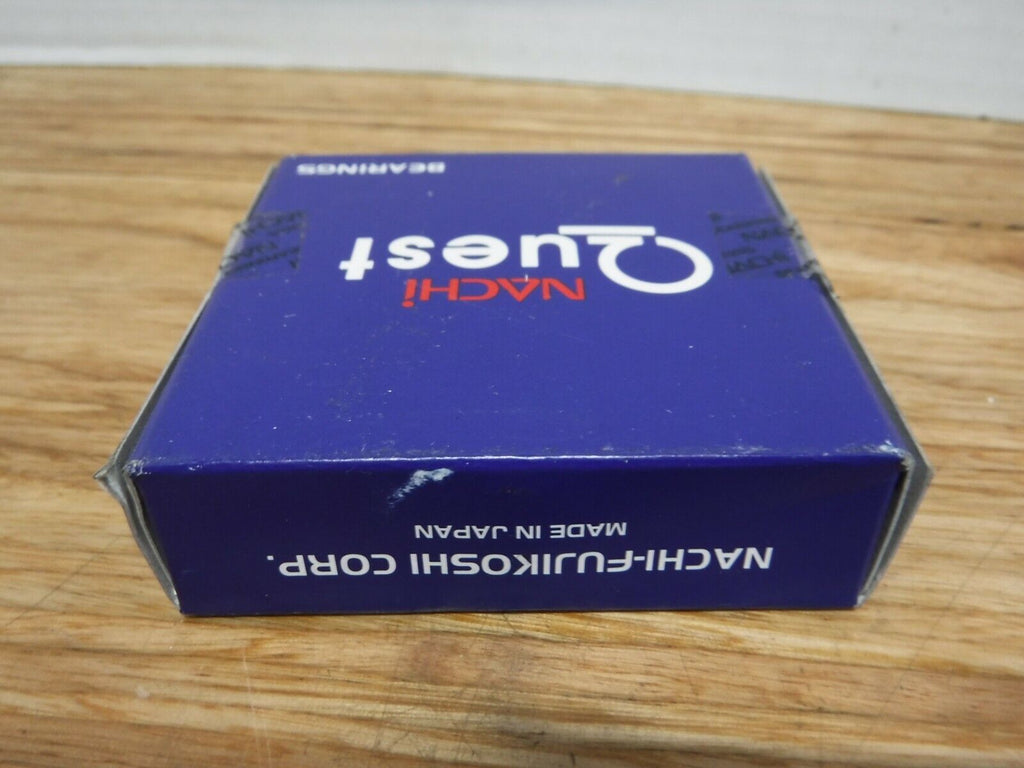 NACHi
Quest
BEARINGS
NACHI-FUJIKOSHI CORP.
MADE IN JAPAN